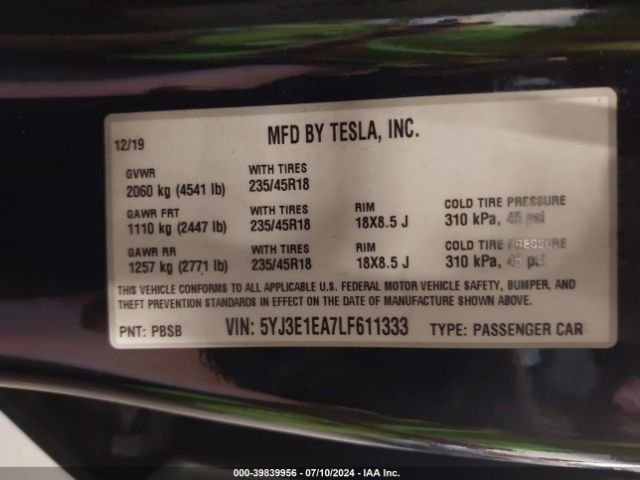 12/19 MFD BY TESLA, INC.
GVWR WITH TIRES
2060 kg (4541 lb) 235/45R18
GAWR FRT WITH TIRES RIM COLD TIRE PRESSURE
1110 kg (2447 lb) 235/45R18 18X8.5 J 310 kPa, 45 psi
GAWR RR WITH TIRES RIM COLD TIRE PRESSURE
1257 kg (2771 lb) 235/45R18 18X8.5 J 310 kPa, 45 psi
THIS VEHICLE CONFORMS TO ALL APPLICABLE U.S. FEDERAL MOTOR VEHICLE SAFETY, BUMPER, AND
THEFT PREVENTION STANDARDS IN EFFECT ON THE DATE OF MANUFACTURE SHOWN ABOVE.
PNT: PBSB VIN: 5YJ3E1EA7LF611333 TYPE: PASSENGER CAR
000-39839956 - 07/10/2024 - IAA Inc.